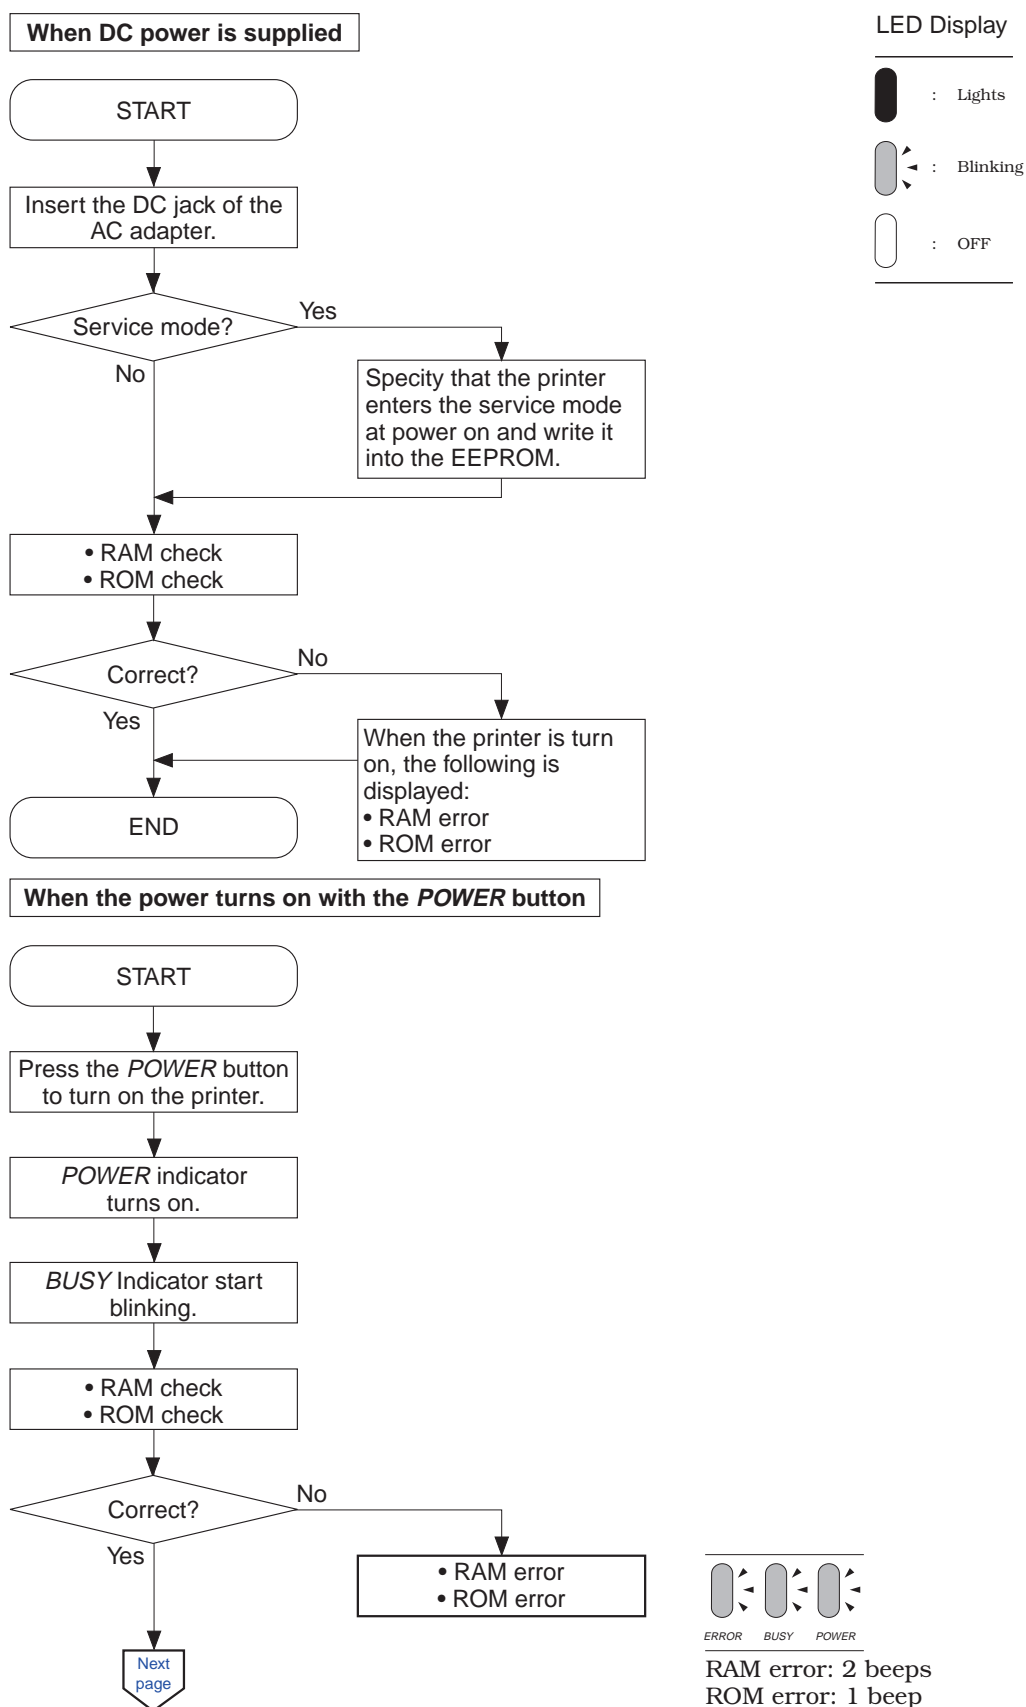 When DC power is supplied
LED Display
: Lights
: Blinking
: OFF
START
Insert the DC jack of the
AC adapter.
Service mode?
Yes
No
Specity that the printer
enters the service mode
at power on and write it
into the EEPROM.
• RAM check
• ROM check
Correct?
No
Yes
When the printer is turn
on, the following is
displayed:
• RAM error
• ROM error
END
When the power turns on with the POWER button
START
Press the POWER button
to turn on the printer.
POWER indicator
turns on.
BUSY Indicator start
blinking.
• RAM check
• ROM check
Correct?
No
Yes
• RAM error
• ROM error
ERROR BUSY POWER
RAM error: 2 beeps
ROM error: 1 beep
Next
page